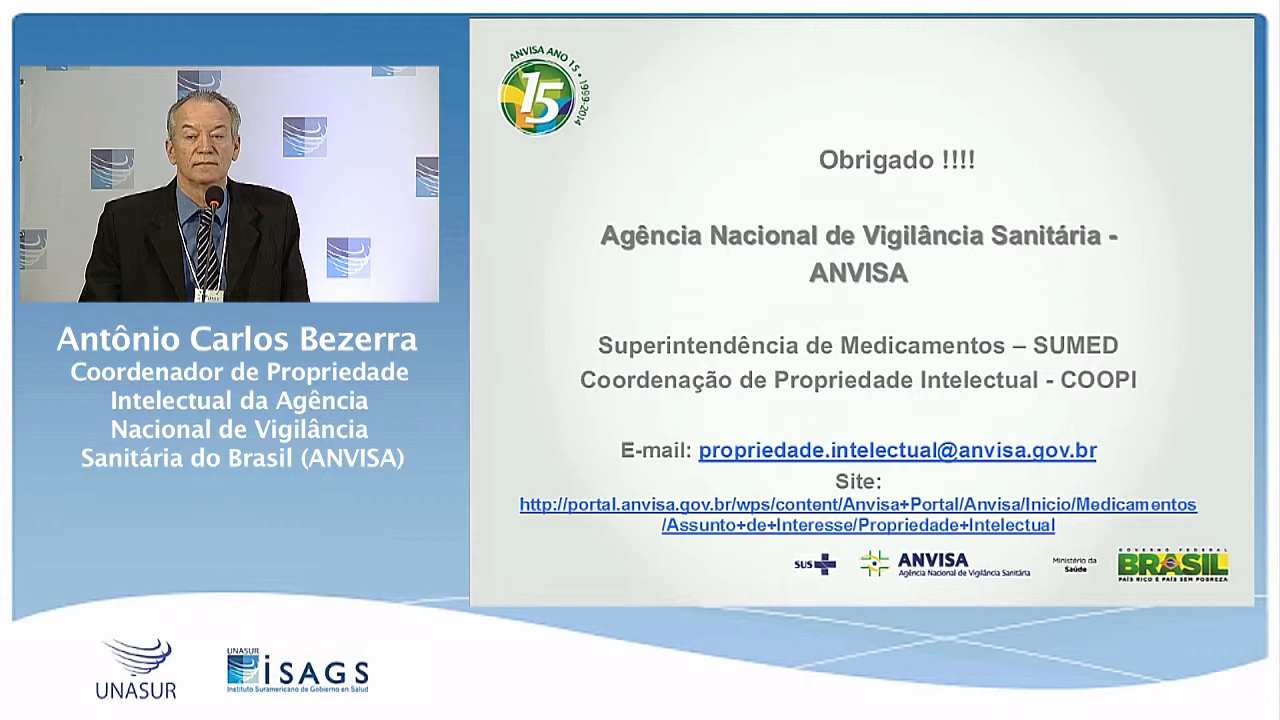 ANVISA ANO 15 • 1999-2014
15
Obrigado !!!!
Agência Nacional de Vigilância Sanitária -
ANVISA
Superintendência de Medicamentos – SUMED
Coordenação de Propriedade Intelectual - COOPI
E-mail: propriedade.intelectual@anvisa.gov.br
Site:
http://portal.anvisa.gov.br/wps/content/Anvisa+Portal/Anvisa/Inicio/Medicamentos
/Assunto+de+Interesse/Propriedade+Intelectual
SUS
ANVISA
Agência Nacional de Vigilância Sanitária
Ministério da
Saúde
GOVERNO FEDERAL
BRASIL
PAÍS RICO É PAÍS SEM POBREZA
Antônio Carlos Bezerra
Coordenador de Propriedade
Intelectual da Agência
Nacional de Vigilância
Sanitária do Brasil (ANVISA)
UNASUR
UNASUR
iSAGS
Instituto Suramericano de Gobierno en Salud